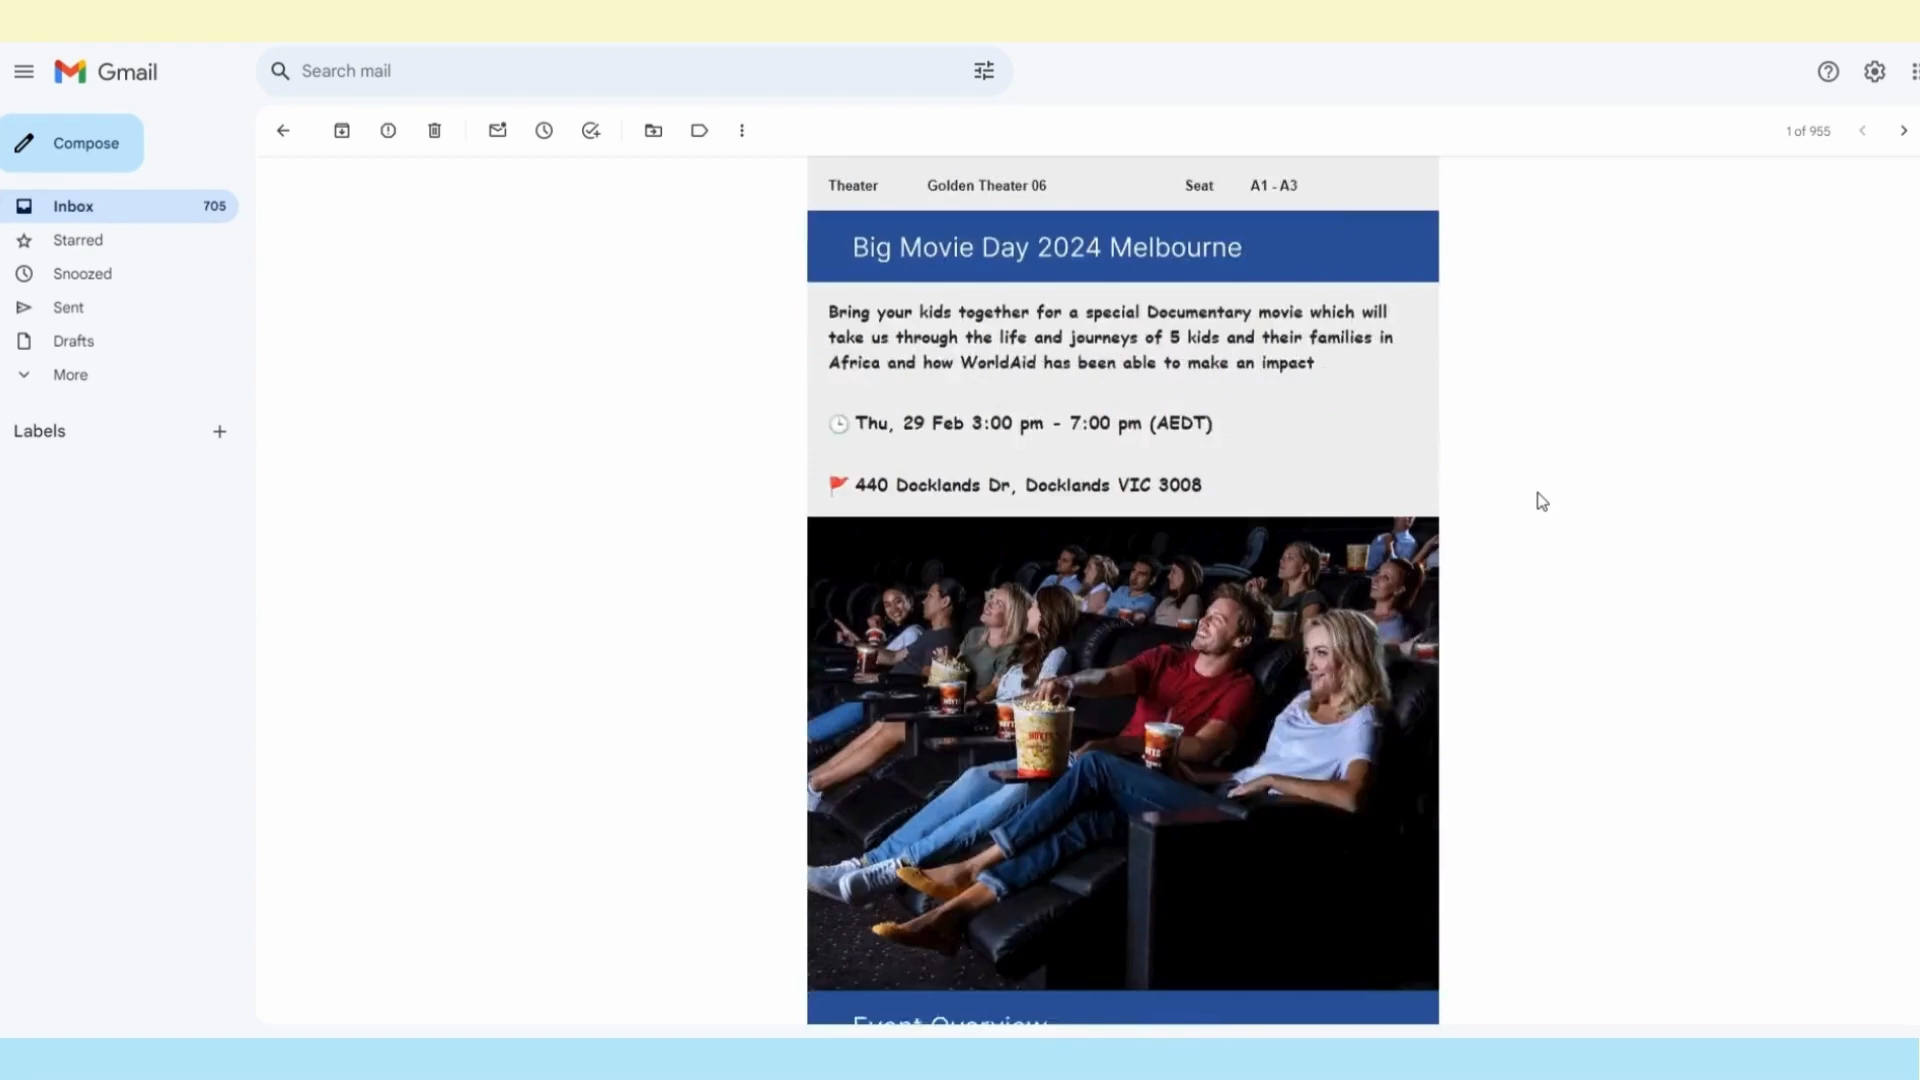 Gmail
Search mail
1 of 955
Compose
Inbox 705
Starred
Snoozed
Sent
Drafts
More
Labels
Theater Golden Theater 06 Seat A1 - A3
Big Movie Day 2024 Melbourne
Bring your kids together for a special Documentary movie which will
take us through the life and journeys of 5 kids and their families in
Africa and how WorldAid has been able to make an impact
Thu, 29 Feb 3:00 pm - 7:00 pm (AEDT)
440 Docklands Dr, Docklands VIC 3008
Event Overview